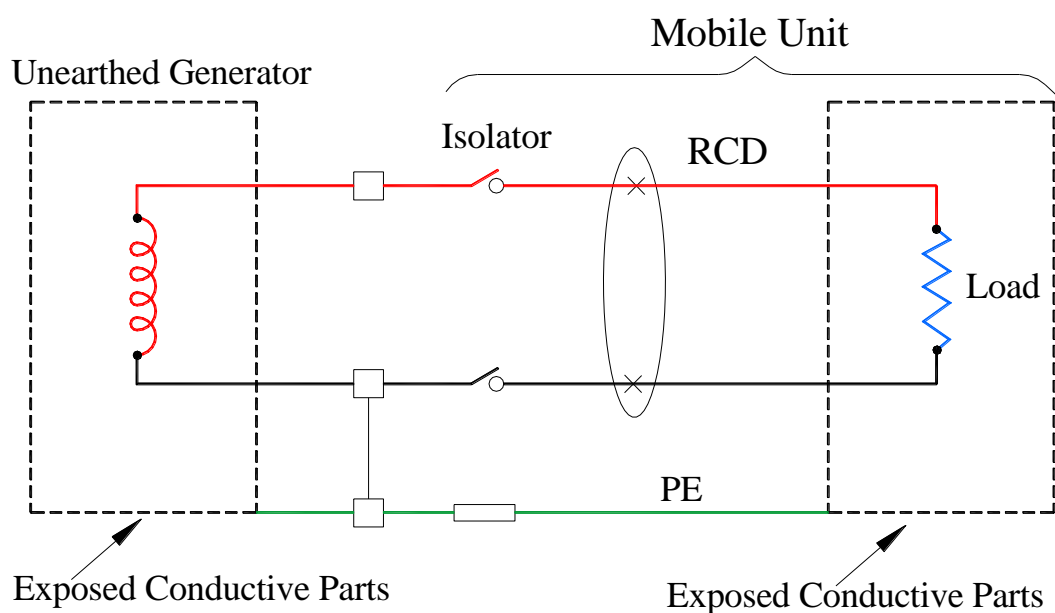 Mobile Unit
Unearthed Generator
Isolator
RCD
Load
PE
Exposed Conductive Parts
Exposed Conductive Parts